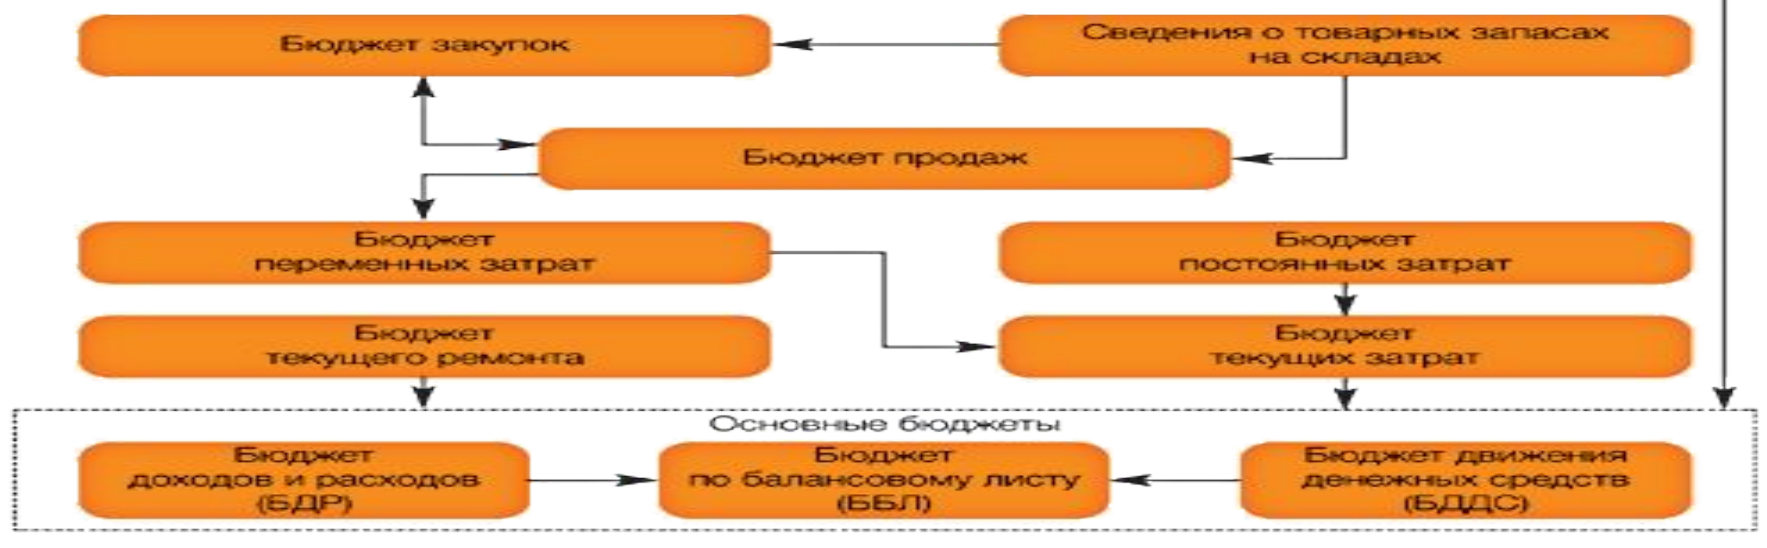 Бюджет закупок
Сведения о товарных запасах
на складах
Бюджет продаж
Бюджет
переменных затрат
Бюджет
постоянных затрат
Бюджет
текущего ремонта
Бюджет
текущих затрат
Основные бюджеты
Бюджет
доходов и расходов
(БДР)
Бюджет
по балансовому листу
(ББЛ)
Бюджет движения
денежных средств
(БДДС)